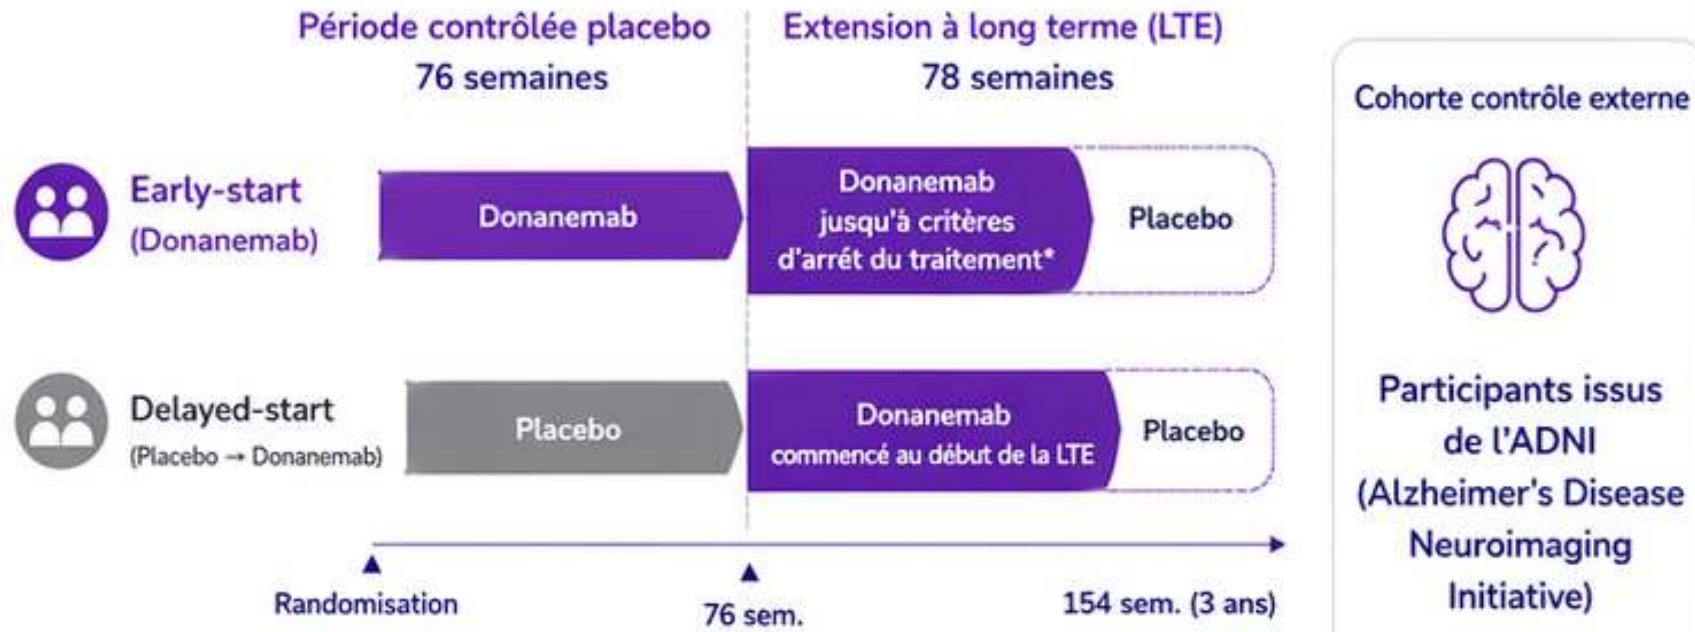 Période contrôlée placebo
76 semaines
Extension à long terme (LTE)
78 semaines
Early-start
(Donanemab)
Donanemab
Donanemab
jusqu'à critères
d'arrét du traitement*
Placebo
Delayed-start
(Placebo → Donanemab)
Placebo
Donanemab
commencé au début de la LTE
Placebo
Randomisation
76 sem.
154 sem. (3 ans)
Cohorte contrôle externe
Participants issus
de l'ADNI
(Alzheimer's Disease
Neuroimaging
Initiative)